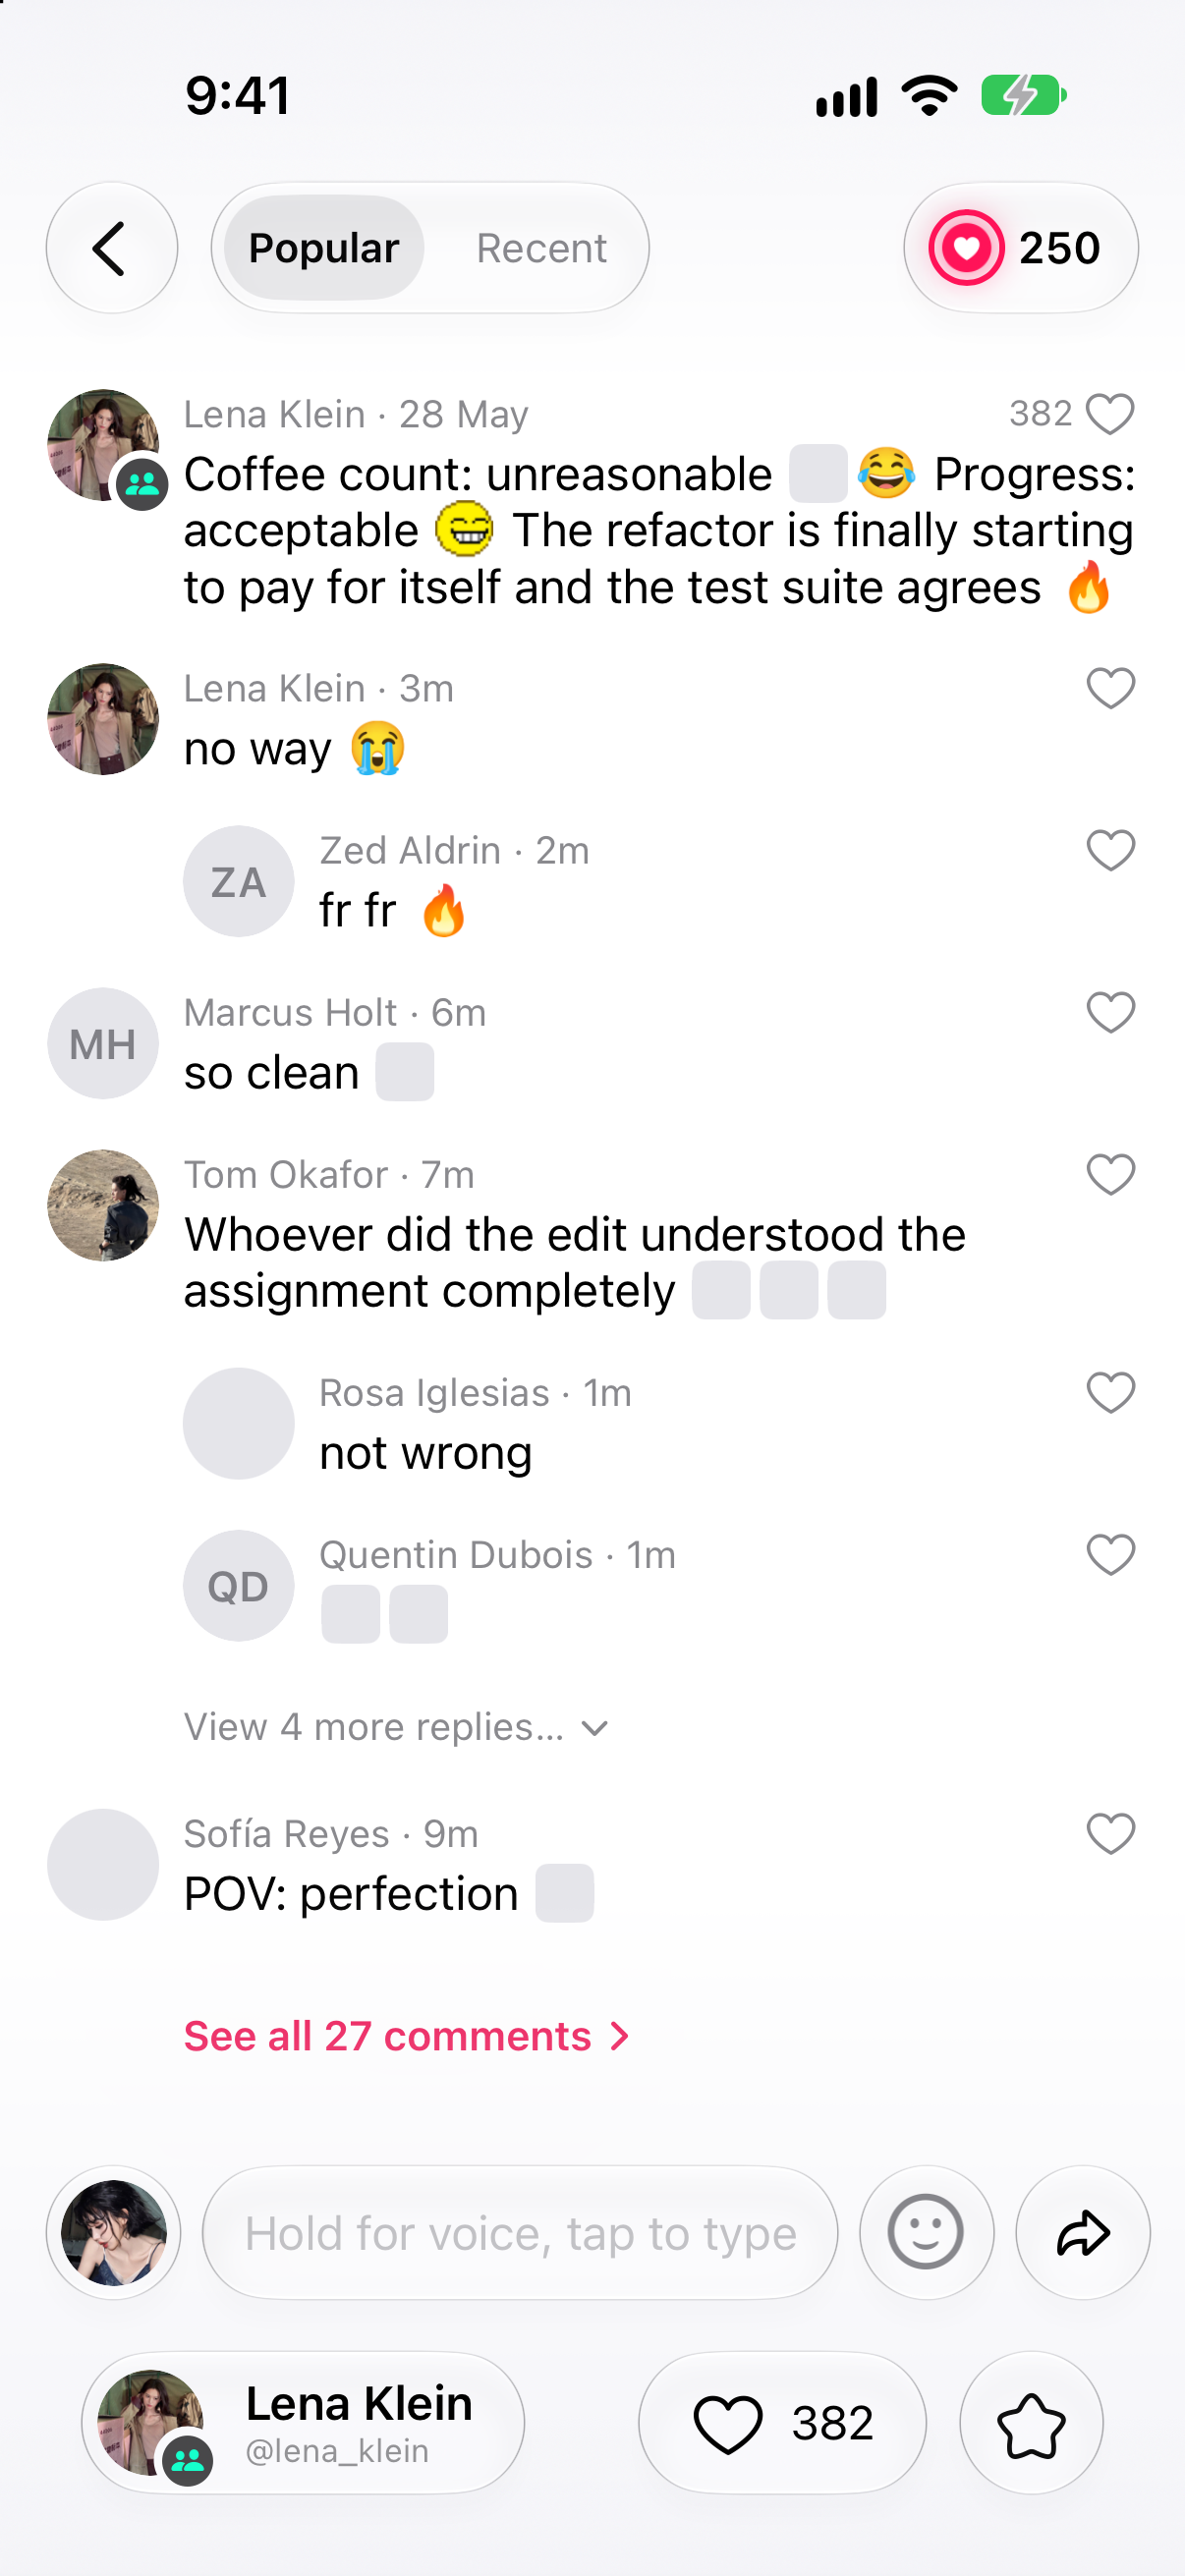 9:41
Popular
Recent
250
Lena Klein · 28 May
382
Coffee count: unreasonable 😂 Progress:
acceptable 😁 The refactor is finally starting
to pay for itself and the test suite agrees 🔥
Lena Klein · 3m
no way 😭
ZA
Zed Aldrin · 2m
fr fr 🔥
MH
Marcus Holt · 6m
so clean
Tom Okafor · 7m
Whoever did the edit understood the
assignment completely
Rosa Iglesias · 1m
not wrong
QD
Quentin Dubois · 1m
View 4 more replies...
Sofía Reyes · 9m
POV: perfection
See all 27 comments
Hold for voice, tap to type
Lena Klein
@lena_klein
382